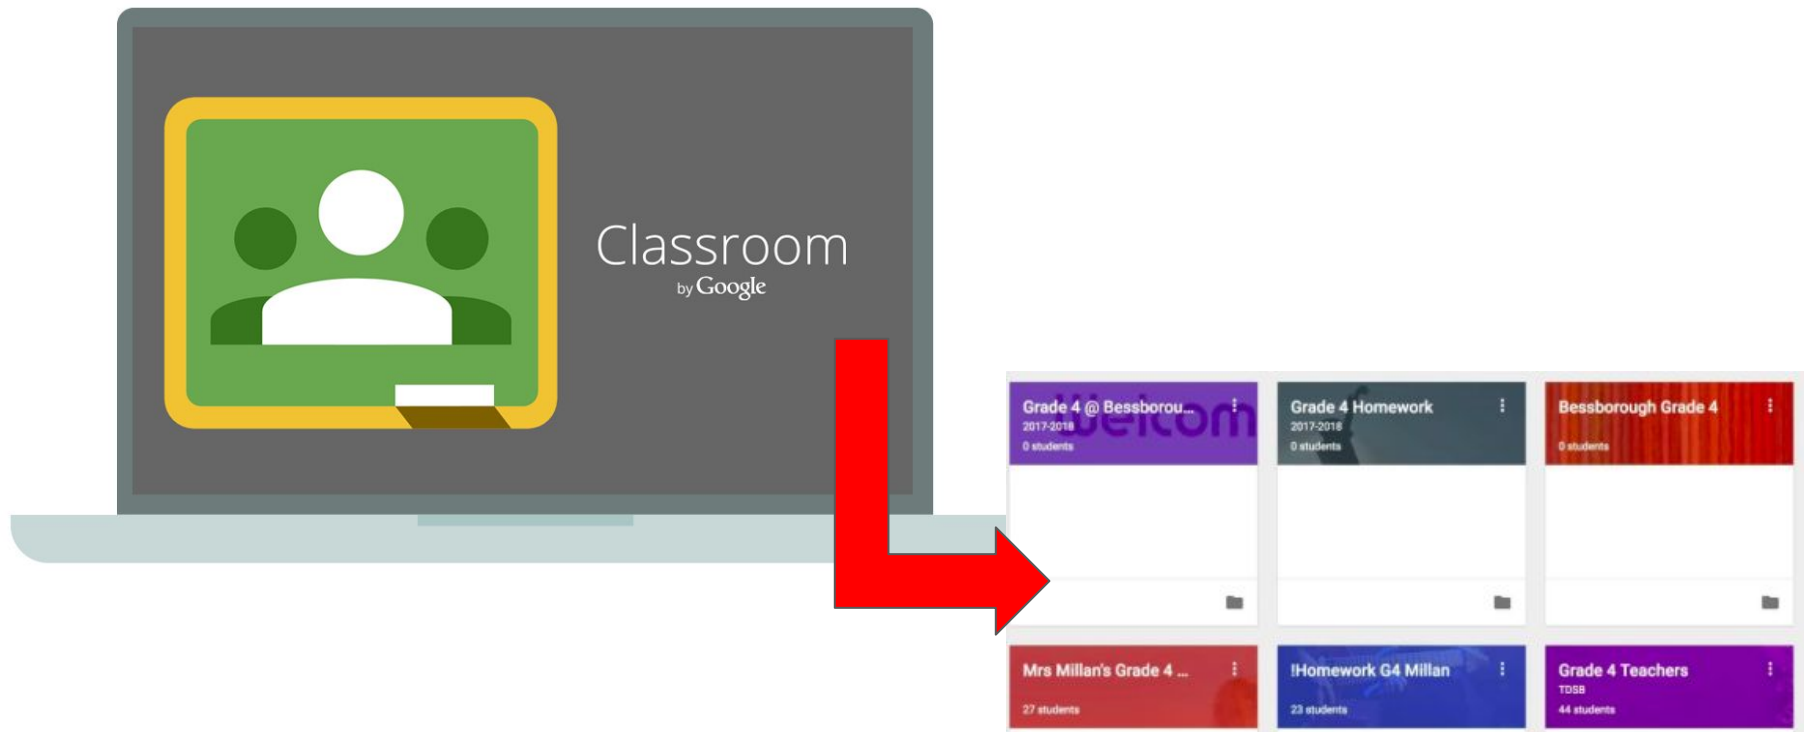 Classroom
by Google
Grade 4 @ Bessborou...
2017-2018
0 students
Welcom
Grade 4 Homework
2017-2018
0 students
Bessborough Grade 4
0 students
Mrs Millan's Grade 4 ...
27 students
!Homework G4 Millan
23 students
Grade 4 Teachers
TDSB
44 students